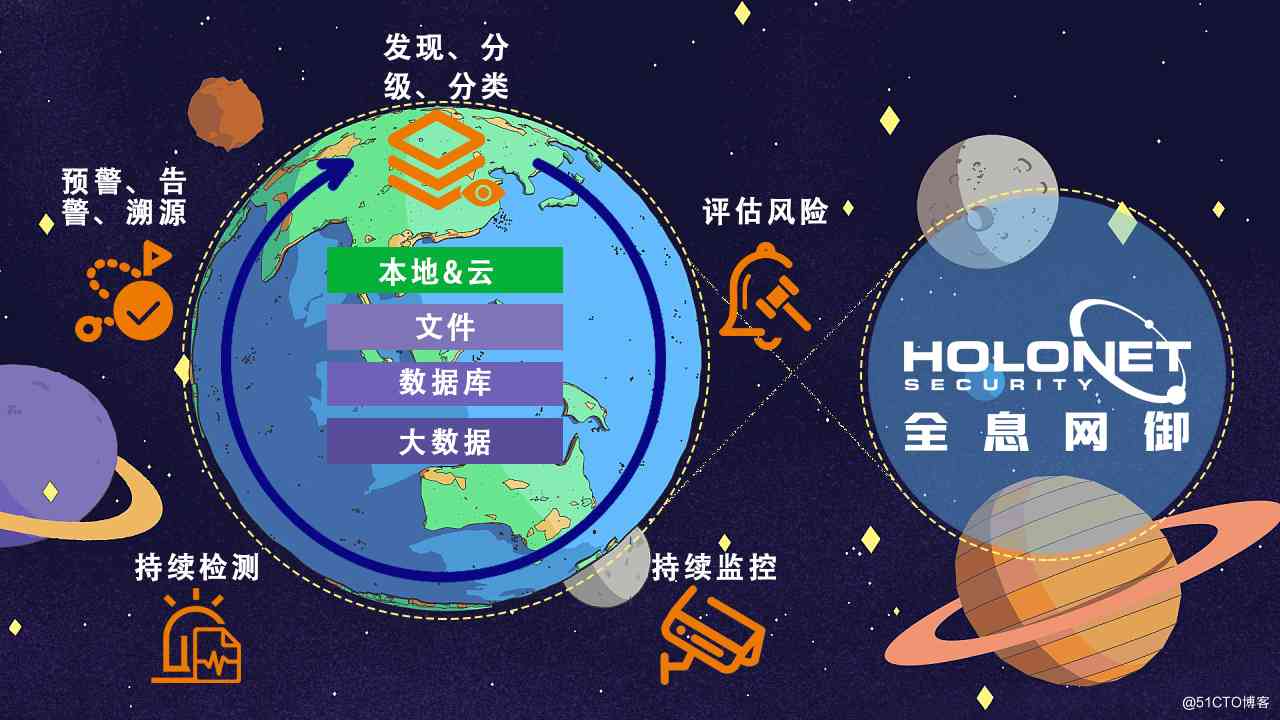 发现、分
级、分类
预警、告
警、溯源
评估风险
本地&云
文件
数据库
大数据
持续检测
持续监控
HOLONET
SECURITY
全息网御
@51CTO博客